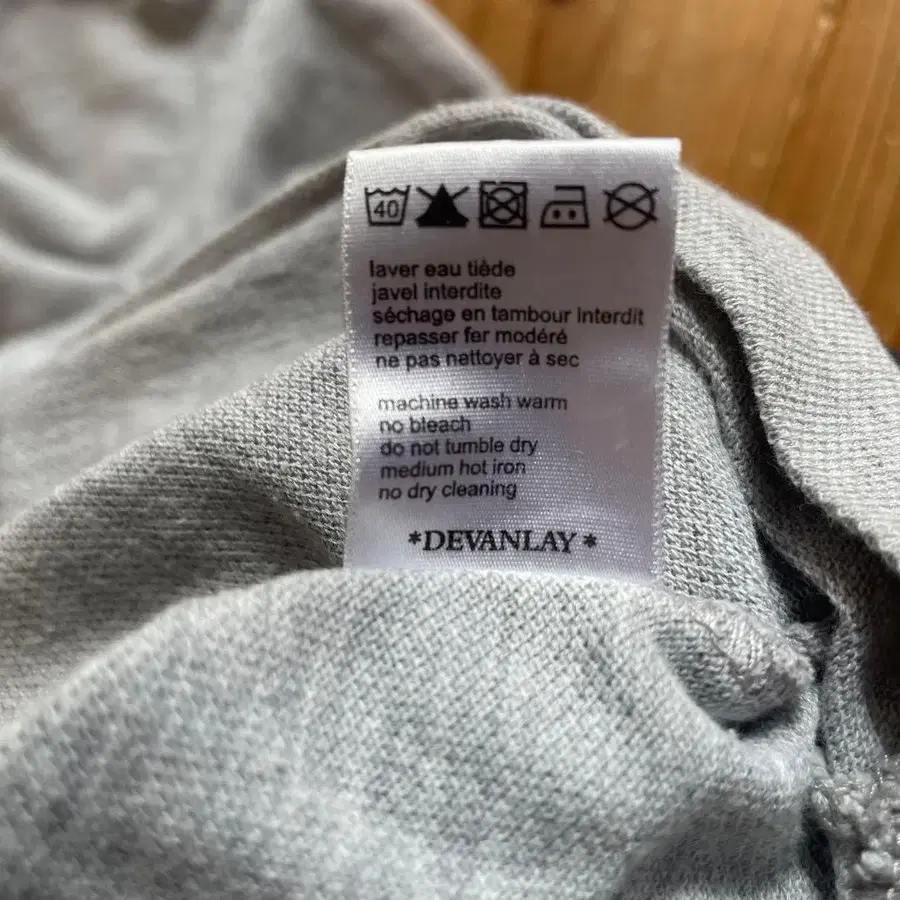 40
laver eau tiède
javel interdite
séchage en tambour interdit
repasser fer modéré
ne pas nettoyer à sec
machine wash warm
no bleach
do not tumble dry
medium hot iron
no dry cleaning
*DEVANLAY*